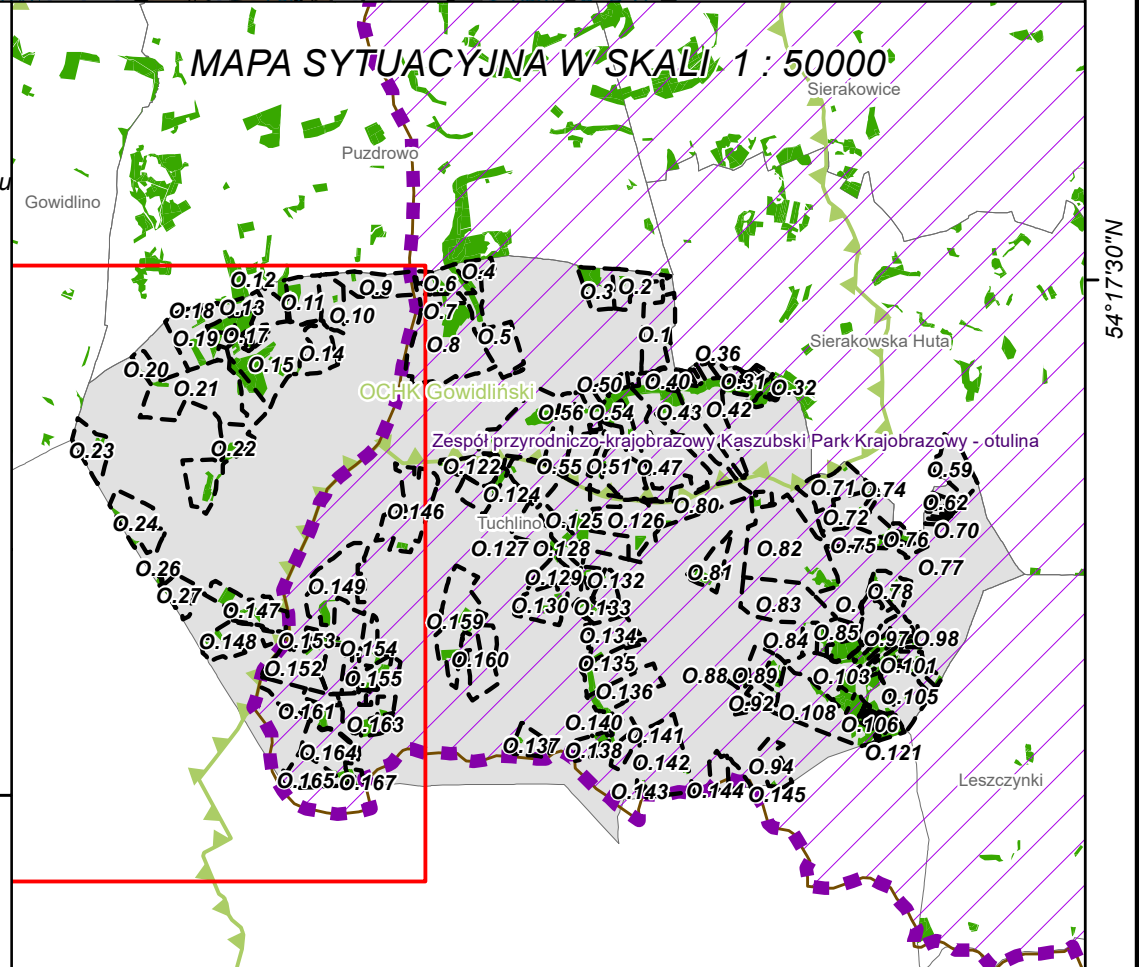 MAPA SYTUACYJNA W SKALI 1 : 50000
Sierakowice
Puzdrowo
u
Gowidlino
54°17'30"N
O.4
O.12
O.6
O.9
O.3
O.2
O.11
O.18
O.13
O.7
O.10
O.19
O.17
O.5
O.1
O.8
O.14
O.36
Sierakowska Huta
O.20
O.15
O.21
O.50
O.40
O.31
O.32
OCHK Gowidliński
O.56
O.54
O.43
O.42
Zespół przyrodniczo-krajobrazowy Kaszubski Park Krajobrazowy - otulina
O.23
O.22
O.122
O.55
O.51
O.47
O.59
O.124
O.71
O.74
O.62
O.80
O.146
O.24
Tuchlino
O.125
O.126
O.72
O.70
O.127
O.128
O.82
O.75
O.76
O.26
O.81
O.77
O.149
O.129
O.132
O.27
O.78
O.147
O.130
O.133
O.83
O.
O.159
O.148
O.153
O.134
O.84
O.85
O.97
O.98
O.154
O.152
O.160
O.135
O.101
O.155
O.88
O.89
O.103
O.136
O.105
O.161
O.92
O.108
O.163
O.140
O.106
O.141
O.164
O.137
O.138
O.121
O.142
O.94
O.165
O.167
O.143
O.144
O.145
Leszczynki